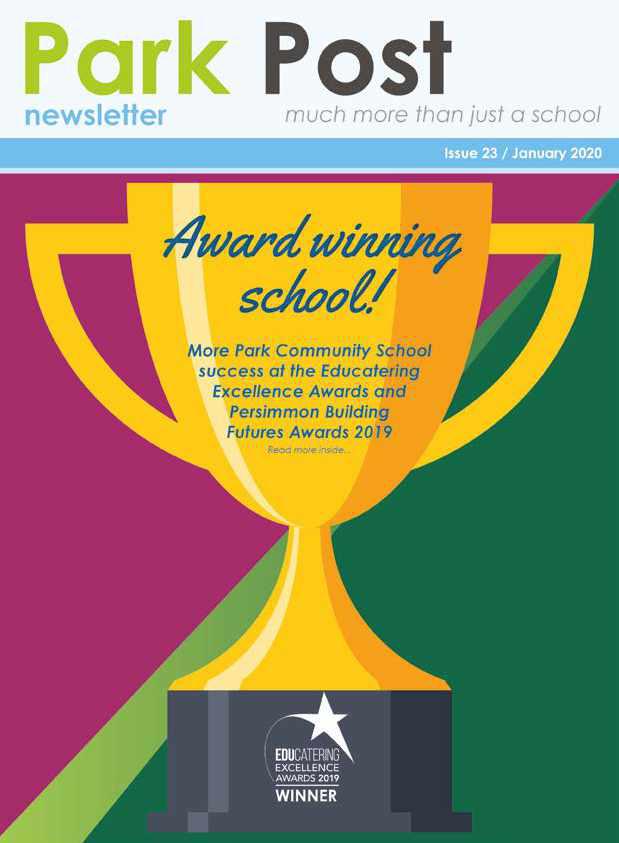 Park Post
newsletter
much more than just a school
Issue 23 / January 2020
Award winning
school!
More Park Community School
success at the Educatering
Excellence Awards and
Persimmon Building
Futures Awards 2019
Read more inside...
EDUCATERING
EXCELLENCE
AWARDS 2019
WINNER